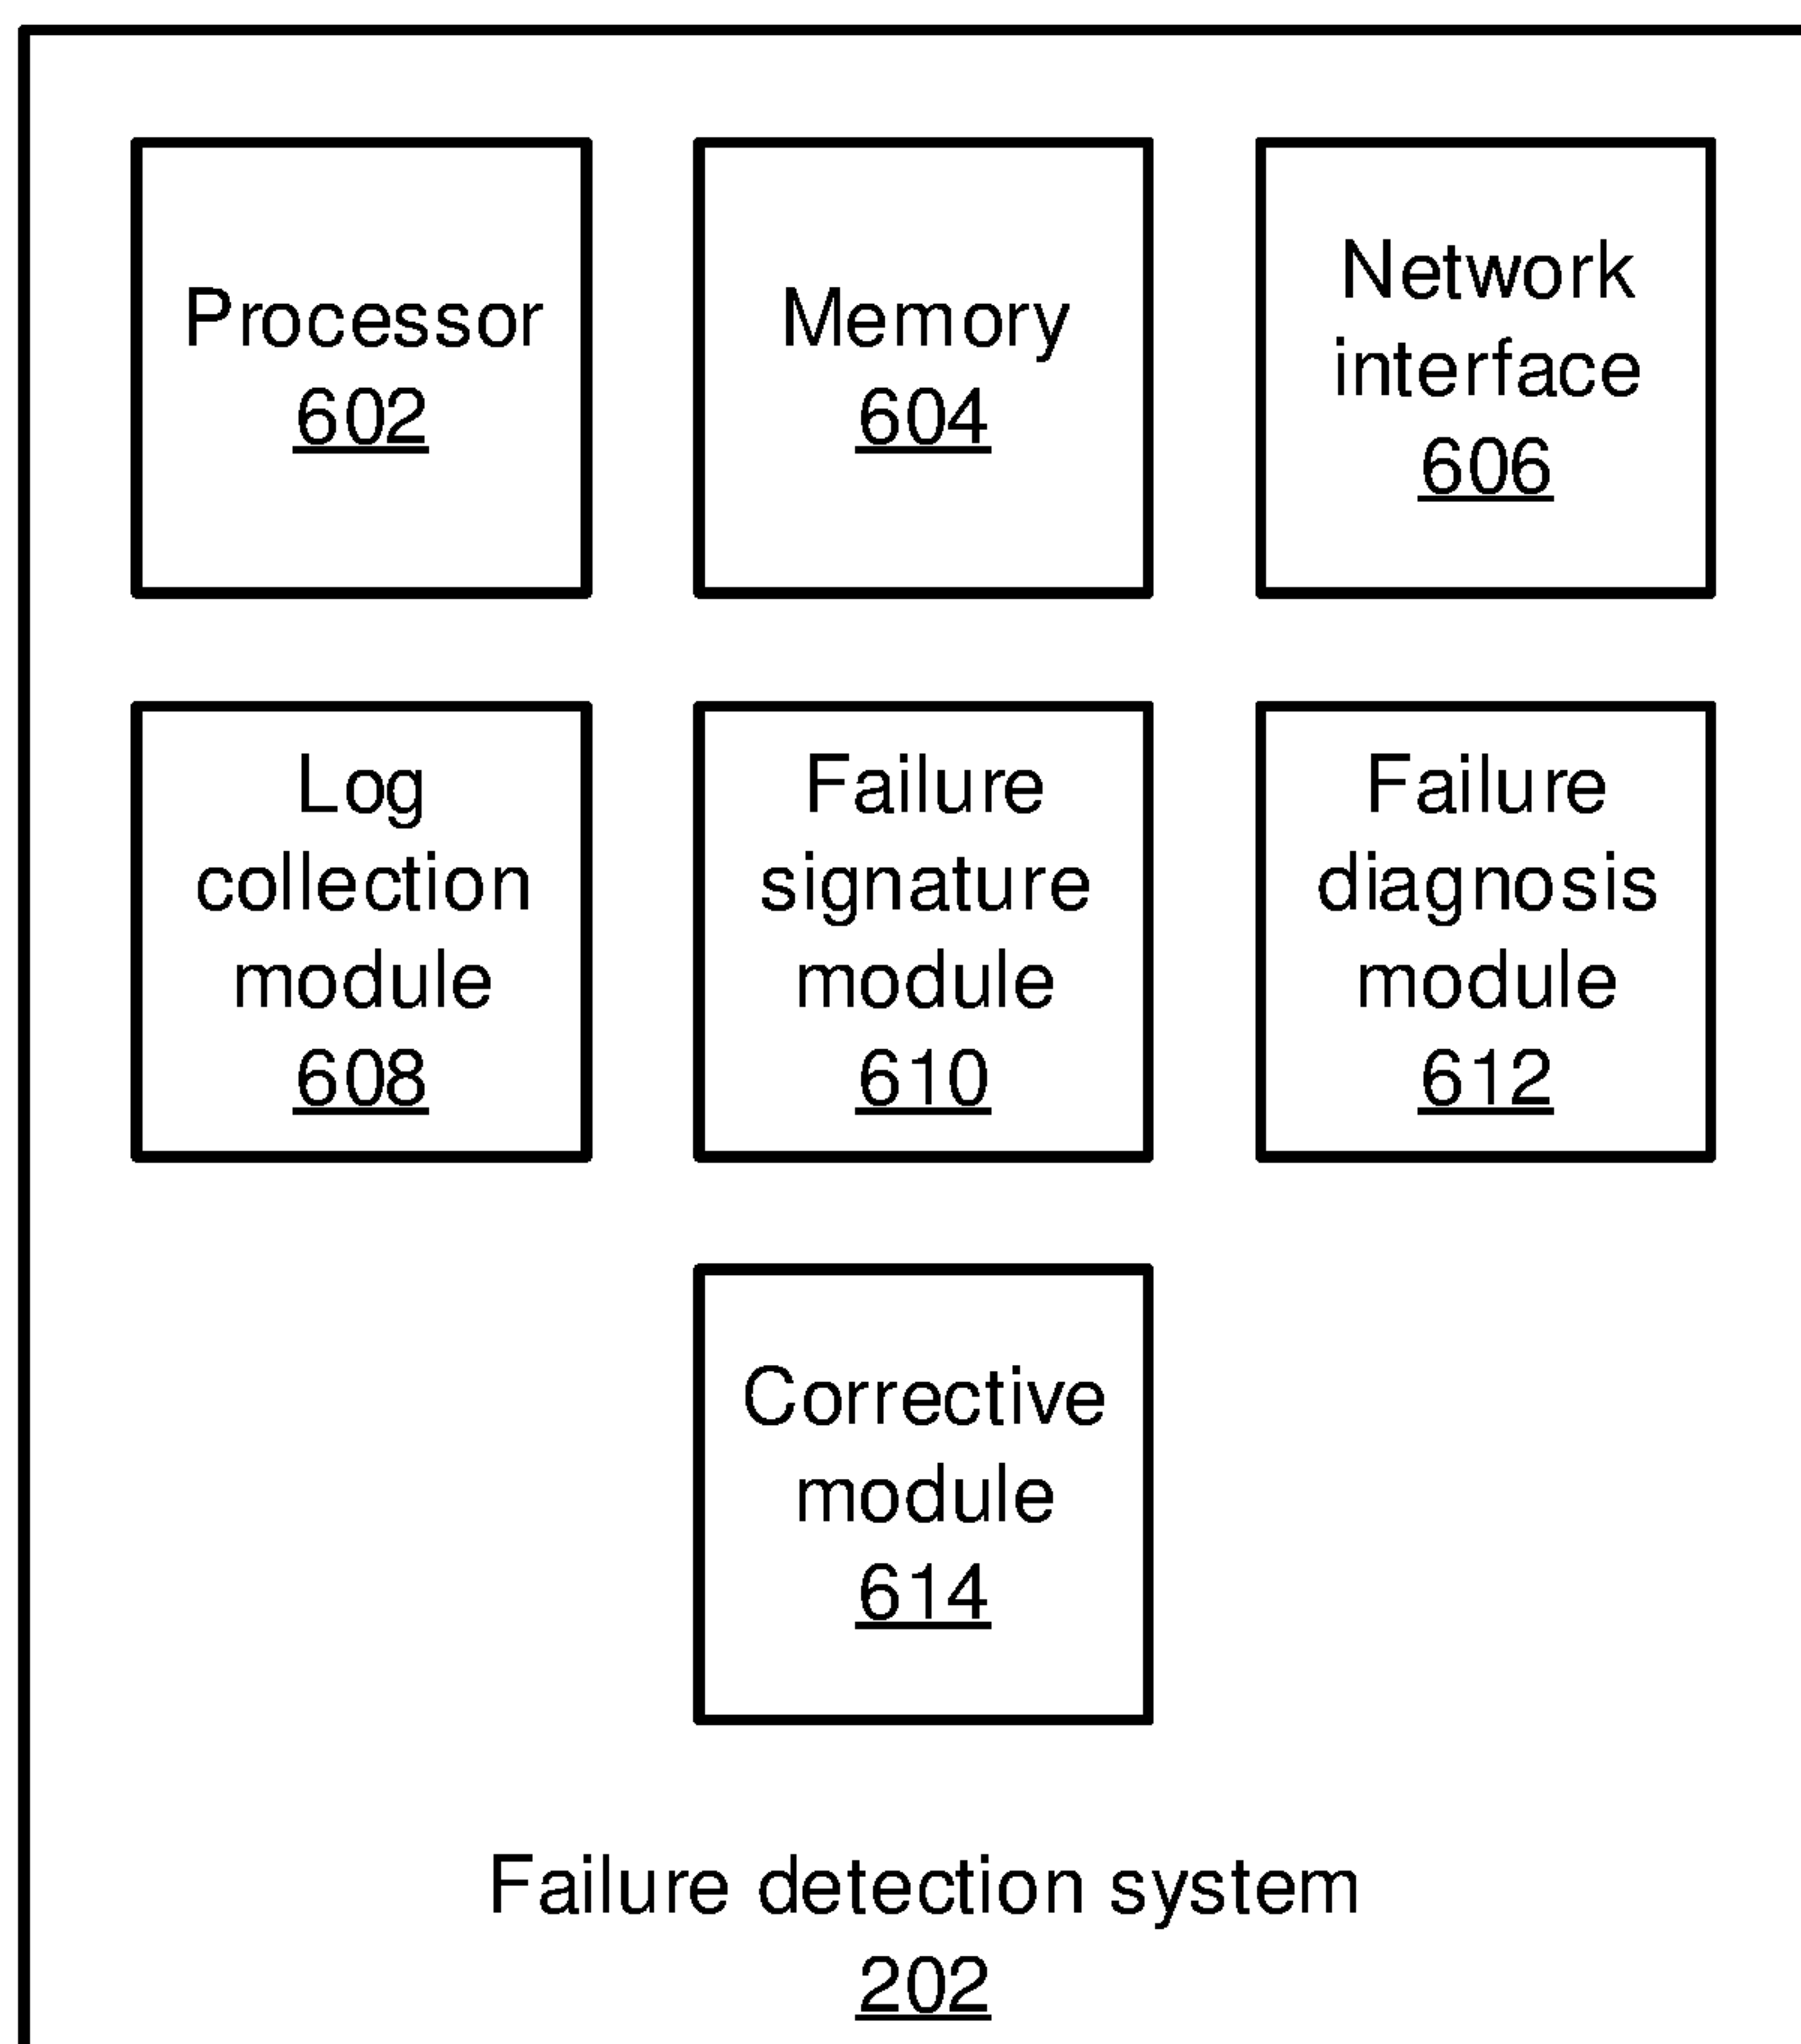 Processor
602
Memory
604
Network
interface
606
Log
collection
module
608
Failure
signature
module
610
Failure
diagnosis
module
612
Corrective
module
614
Failure detection system
202